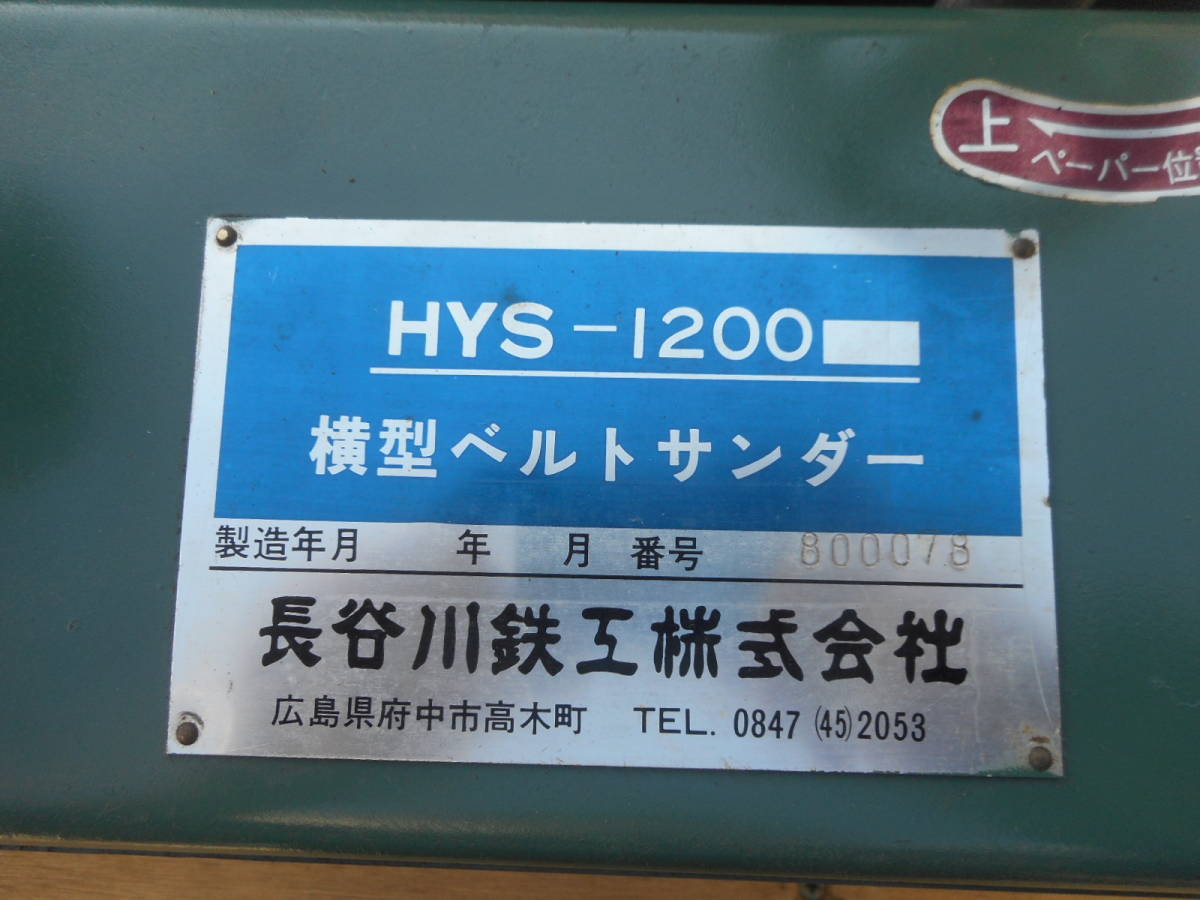 上
ペーパー位
HYS-1200
横型ベルトサンダー
製造年月 年 月 番号 800078
長谷川鉄工株式会社
広島県府中市高木町 TEL. 0847 (45)2053